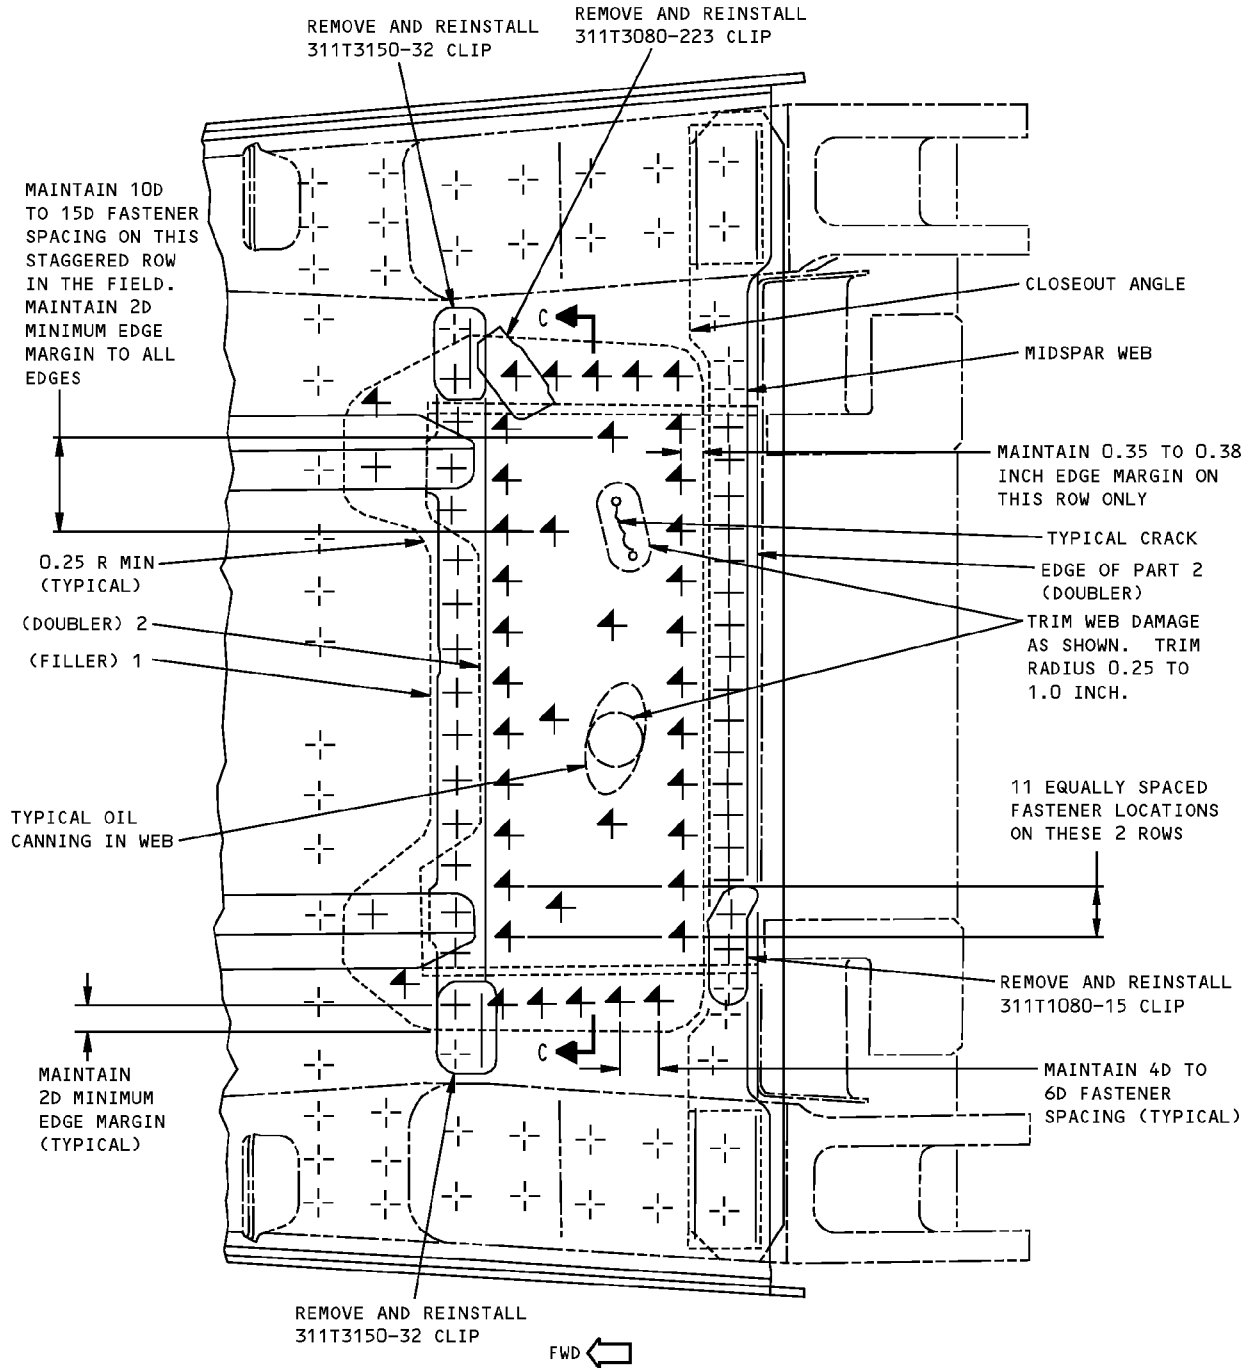 REMOVE AND REINSTALL
311T3150-32 CLIP
REMOVE AND REINSTALL
311T3080-223 CLIP
MAINTAIN 10D
TO 15D FASTENER
SPACING ON THIS
STAGGERED ROW
IN THE FIELD.
MAINTAIN 2D
MINIMUM EDGE
MARGIN TO ALL
EDGES
C
CLOSEOUT ANGLE
MIDSPAR WEB
MAINTAIN 0.35 TO 0.38
INCH EDGE MARGIN ON
THIS ROW ONLY
TYPICAL CRACK
0.25 R MIN
(TYPICAL)
EDGE OF PART 2
(DOUBLER)
(DOUBLER) 2
(FILLER) 1
TRIM WEB DAMAGE
AS SHOWN. TRIM
RADIUS 0.25 TO
1.0 INCH.
TYPICAL OIL
CANNING IN WEB
11 EQUALLY SPACED
FASTENER LOCATIONS
ON THESE 2 ROWS
REMOVE AND REINSTALL
311T1080-15 CLIP
C
MAINTAIN
2D MINIMUM
EDGE MARGIN
(TYPICAL)
MAINTAIN 4D TO
6D FASTENER
SPACING (TYPICAL)
REMOVE AND REINSTALL
311T3150-32 CLIP
FWD